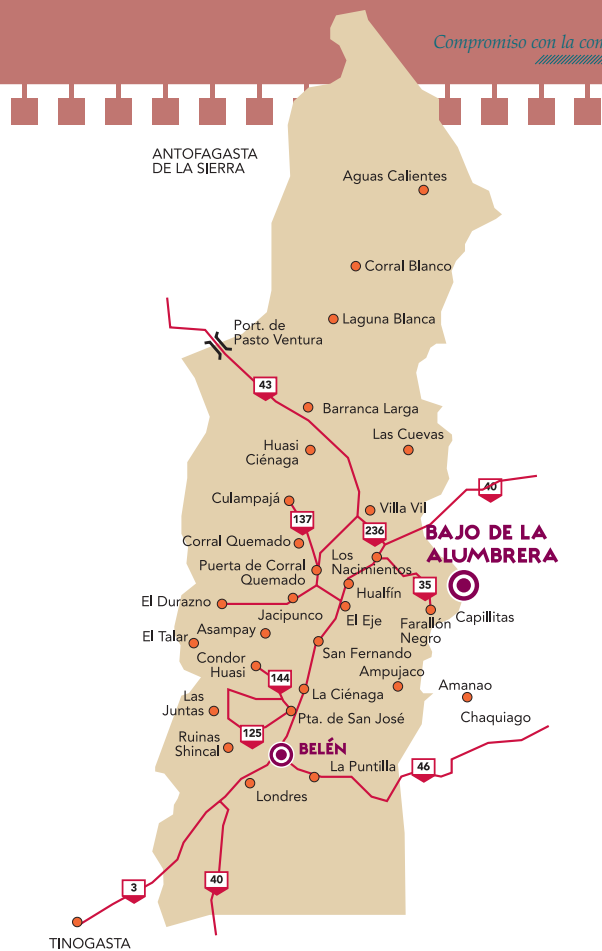 Compromiso con la com
ANTOFAGASTA
DE LA SIERRA
Aguas Calientes
Corral Blanco
Laguna Blanca
Port. de
Pasto Ventura
43
Barranca Larga
Las Cuevas
Huasi
Ciénaga
40
Culampajá
Villa Vil
137
236
BAJO DE LA
ALUMBRERA
Corral Quemado
Los
Nacimientos
Puerta de Corral
Quemado
35
Hualfín
El Durazno
Jacipunco
El Eje
Farallón
Negro
Capillitas
El Talar
Asampay
San Fernando
Condor
Huasi
Ampujaco
144
La Ciénaga
Amanao
Las
Juntas
Pta. de San José
Chaquiago
125
Ruinas
Shincal
BELÉN
La Puntilla
46
Londres
3
40
TINOGASTA